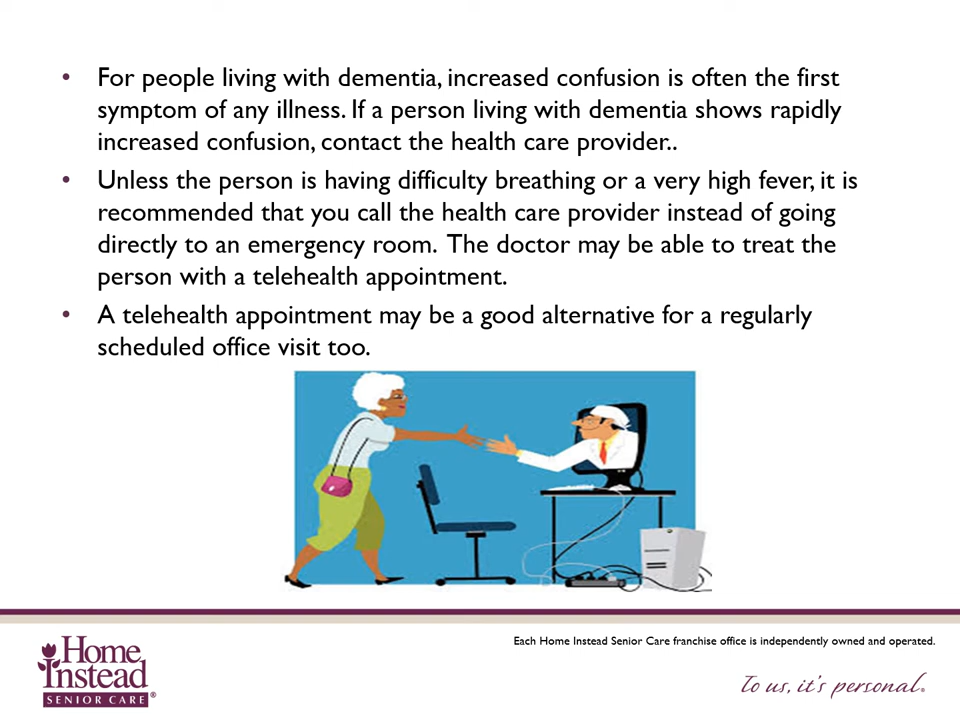 • For people living with dementia, increased confusion is often the first
symptom of any illness. If a person living with dementia shows rapidly
increased confusion, contact the health care provider..
• Unless the person is having difficulty breathing or a very high fever, it is
recommended that you call the health care provider instead of going
directly to an emergency room.  The doctor may be able to treat the
person with a telehealth appointment.
• A telehealth appointment may be a good alternative for a regularly
scheduled office visit too.
Each Home Instead Senior Care franchise office is independently owned and operated.
Home
Instead
SENIOR CARE®
To us, it's personal.®